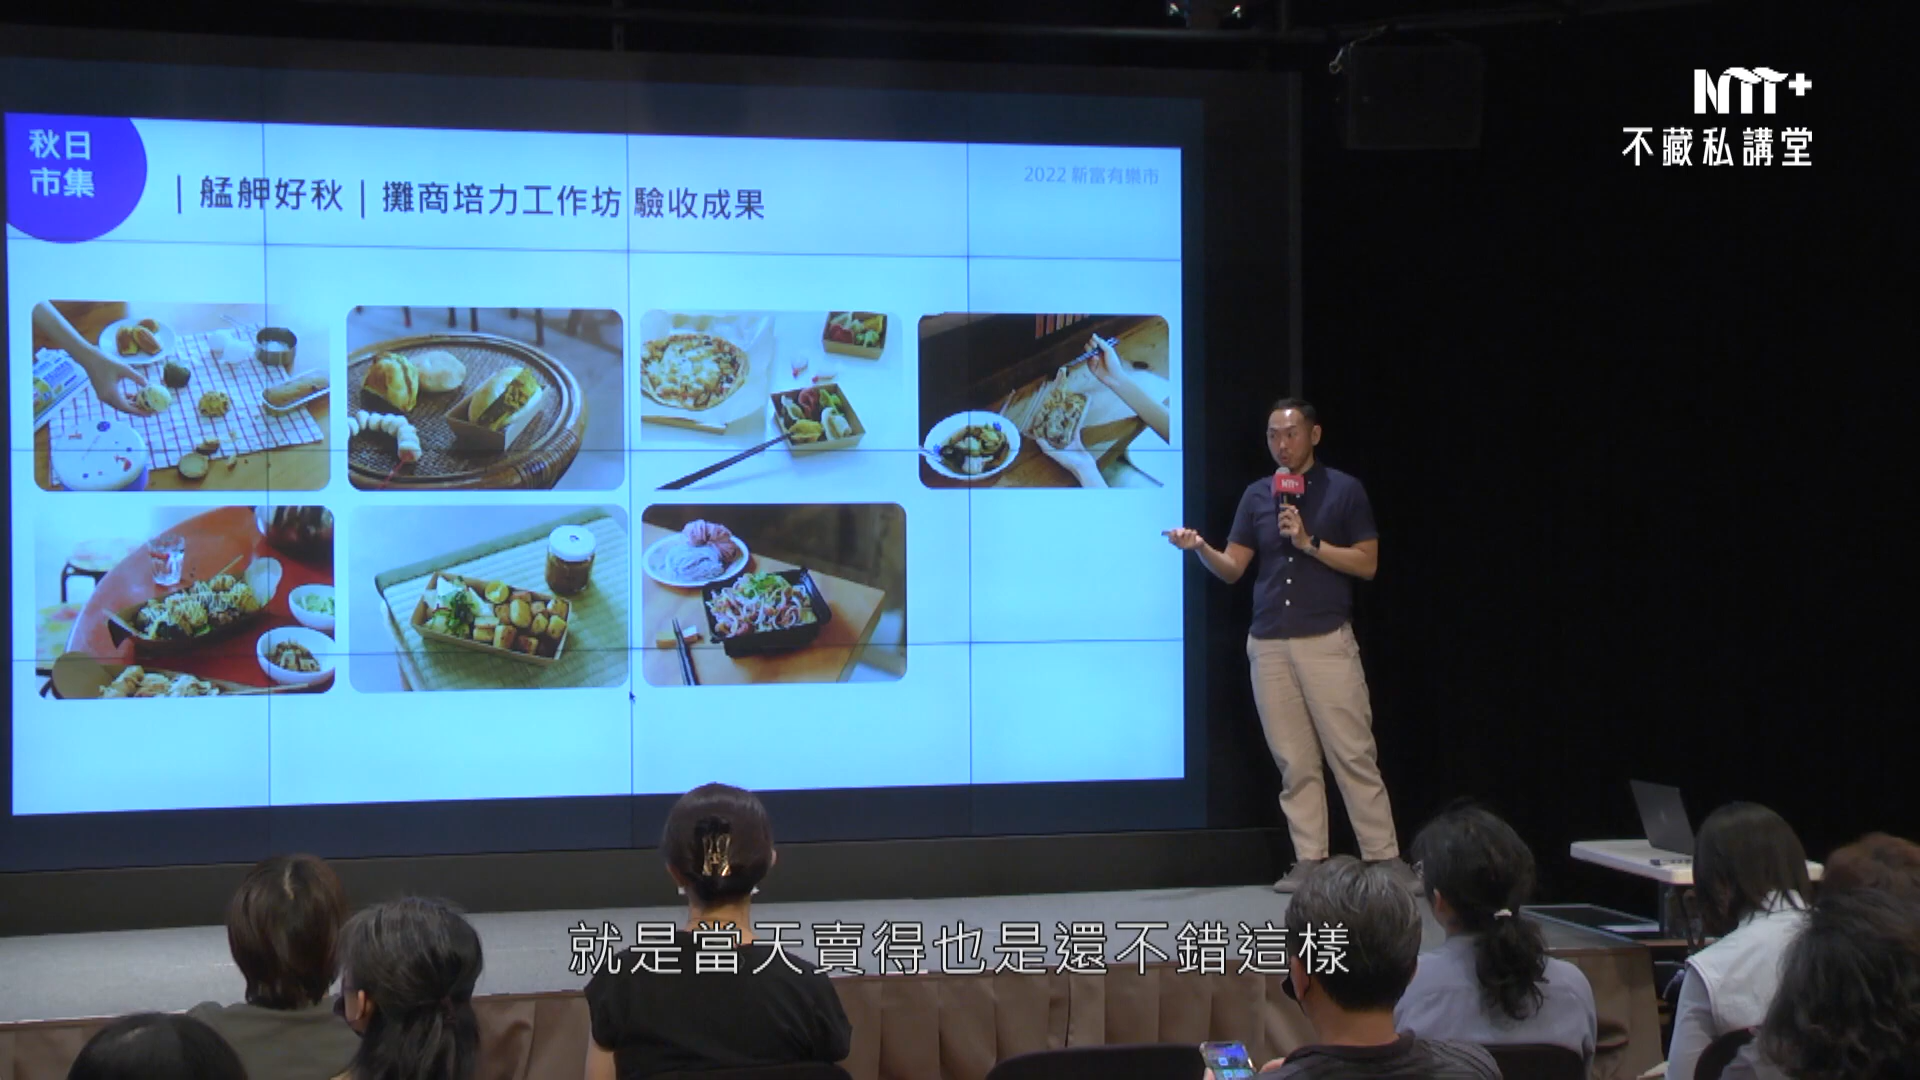 NTT+
不藏私講堂
秋日
市集
｜艋舺好秋｜攤商培力工作坊 驗收成果
2022 新富有樂市
NTT+
就是當天賣得也是還不錯這樣